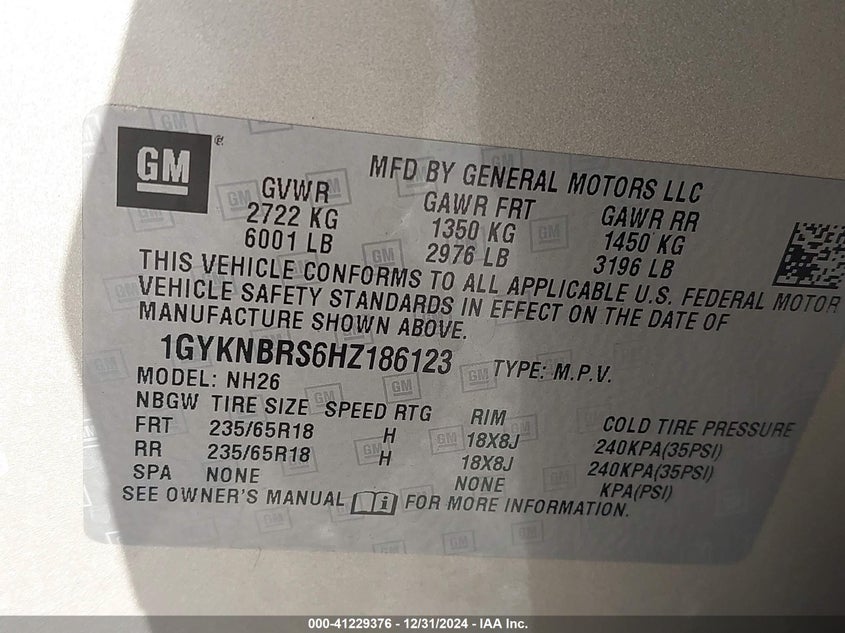 GM
MFD BY GENERAL MOTORS LLC
GVWR GAWR FRT GAWR RR
2722 KG 1350 KG 1450 KG
6001 LB 2976 LB 3196 LB
THIS VEHICLE CONFORMS TO ALL APPLICABLE U.S. FEDERAL MOTOR
VEHICLE SAFETY STANDARDS IN EFFECT ON THE DATE OF
MANUFACTURE SHOWN ABOVE.
1GYKNBRS6HZ186123 TYPE: M.P.V.
MODEL: NH26
NBGW TIRE SIZE SPEED RTG RIM COLD TIRE PRESSURE
FRT 235/65R18 H 18X8J 240KPA(35PSI)
RR 235/65R18 H 18X8J 240KPA(35PSI)
SPA NONE NONE KPA(PSI)
SEE OWNER'S MANUAL i FOR MORE INFORMATION.
000-41229376 - 12/31/2024 - IAA Inc.